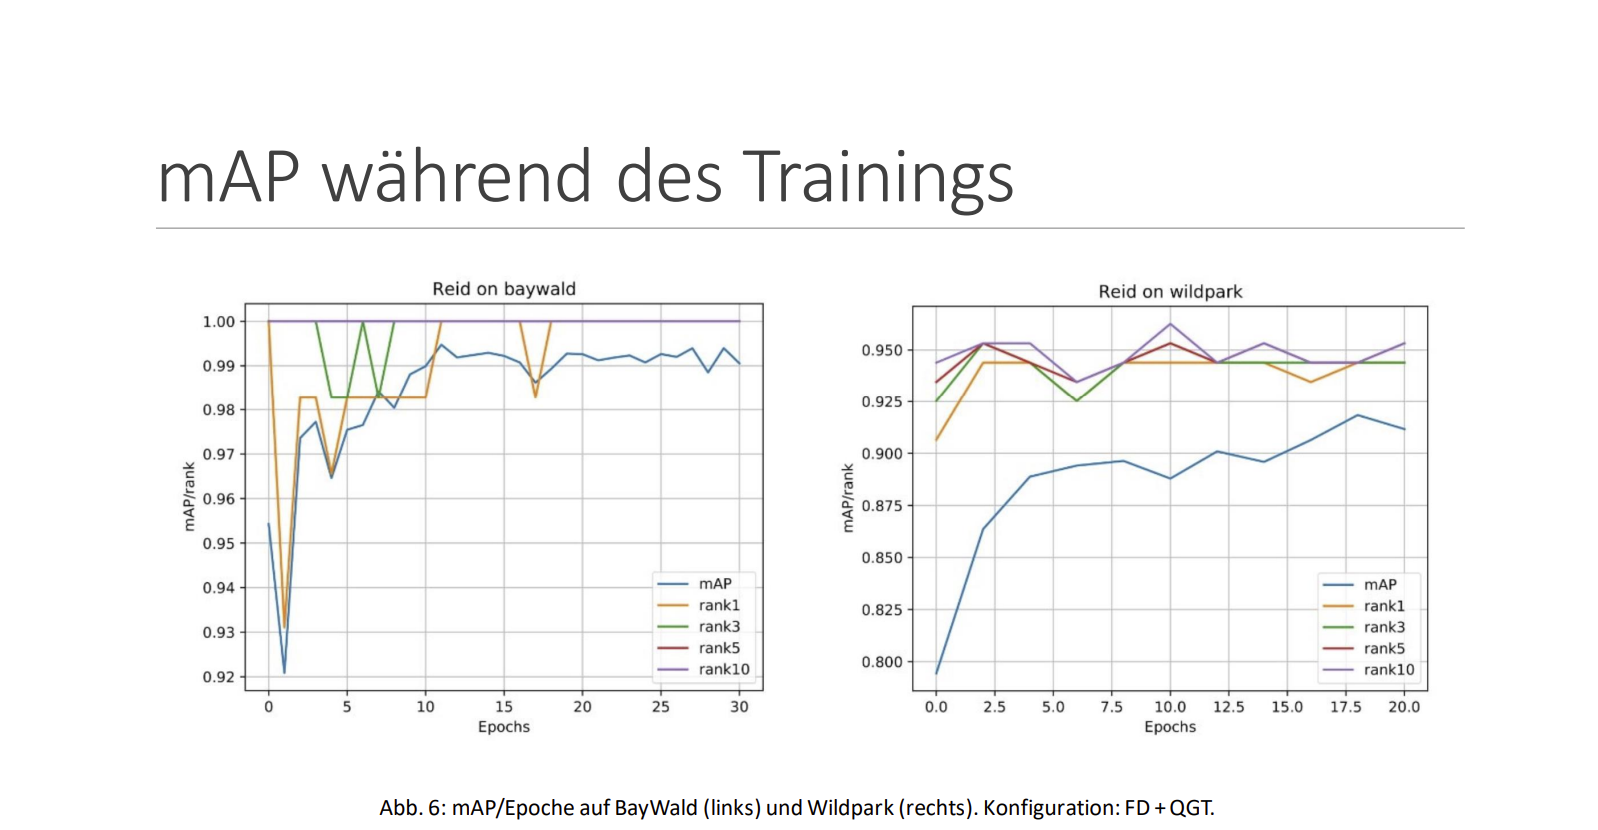 mAP während des Trainings
Reid on baywald
mAP/rank
1.00
0.99
0.98
0.97
0.96
0.95
0.94
0.93
0.92
0 5 10 15 20 25 30
Epochs
mAP
rank1
rank3
rank5
rank10
Reid on wildpark
mAP/rank
0.950
0.925
0.900
0.875
0.850
0.825
0.800
0.0 2.5 5.0 7.5 10.0 12.5 15.0 17.5 20.0
Epochs
mAP
rank1
rank3
rank5
rank10
Abb. 6: mAP/Epoche auf BayWald (links) und Wildpark (rechts). Konfiguration: FD + QGT.